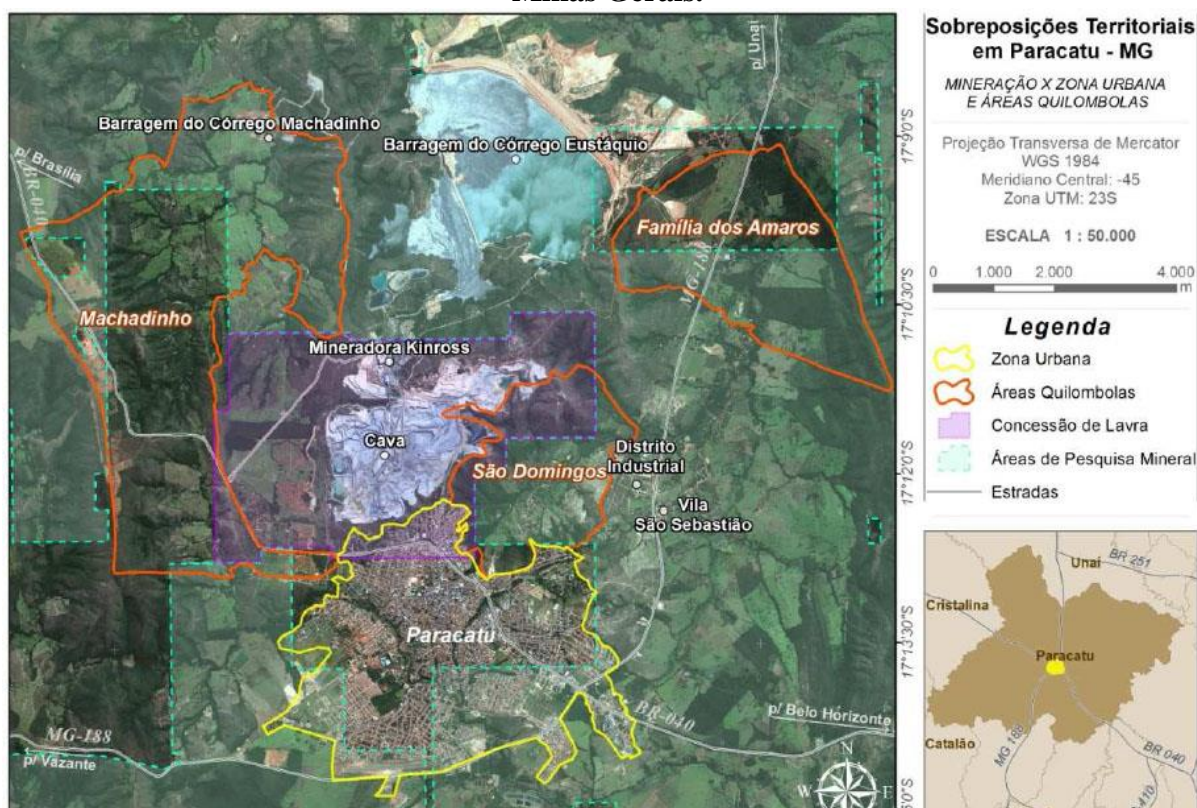 Minas Gerais.
p/ Unaí
Barragem do Córrego Machadinho
Barragem do Córrego Eustáquio
p/ Brasília
BR-040
Família dos Amaros
MG-188
Machadinho
Mineradora Kinross
Cava
São Domingos
Distrito
Industrial
Vila
São Sebastião
Paracatu
BR-040
p/ Belo Horizonte
MG-188
p/ Vazante
N
W
E
17°9'0"S
17°10'30"S
17°12'0"S
17°13'30"S
Sobreposições Territoriais
em Paracatu - MG
MINERAÇÃO X ZONA URBANA
E ÁREAS QUILOMBOLAS
Projeção Transversa de Mercator
WGS 1984
Meridiano Central: -45
Zona UTM: 23S
ESCALA 1 : 50.000
0 1.000 2.000 4.000
m
Legenda
Zona Urbana
Áreas Quilombolas
Concessão de Lavra
Áreas de Pesquisa Mineral
Estradas
Unaí
BR 251
Cristalina
Paracatu
Catalão
MG 188
BR 040